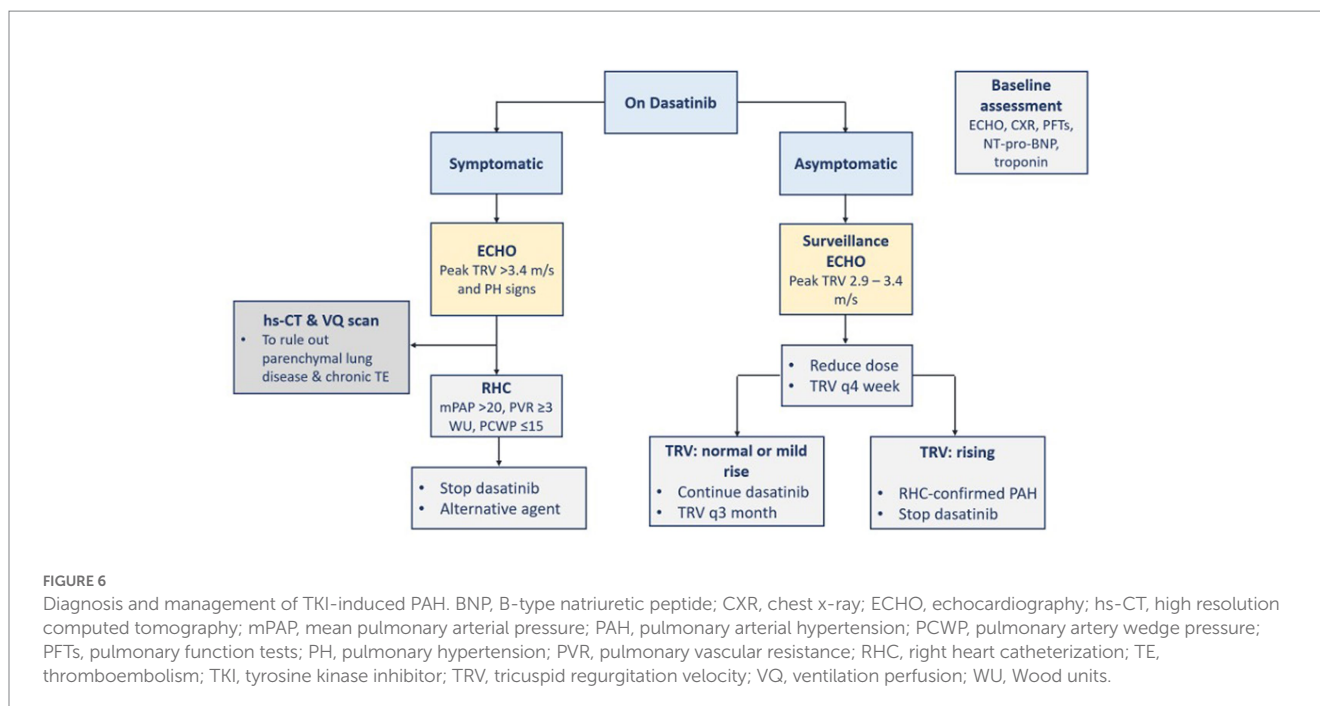 On Dasatinib
Baseline
assessment
ECHO, CXR, PFTs,
NT-pro-BNP,
troponin
Symptomatic
Asymptomatic
ECHO
Peak TRV >3.4 m/s
and PH signs
Surveillance
ECHO
Peak TRV 2.9 – 3.4
m/s
hs-CT & VQ scan
• To rule out
parenchymal lung
disease & chronic TE
RHC
mPAP >20, PVR ≥3
WU, PCWP ≤15
• Reduce dose
• TRV q4 week
• Stop dasatinib
• Alternative agent
TRV: normal or mild
rise
• Continue dasatinib
• TRV q3 month
TRV: rising
• RHC-confirmed PAH
• Stop dasatinib
FIGURE 6
Diagnosis and management of TKI-induced PAH. BNP, B-type natriuretic peptide; CXR, chest x-ray; ECHO, echocardiography; hs-CT, high resolution
computed tomography; mPAP, mean pulmonary arterial pressure; PAH, pulmonary arterial hypertension; PCWP, pulmonary artery wedge pressure;
PFTs, pulmonary function tests; PH, pulmonary hypertension; PVR, pulmonary vascular resistance; RHC, right heart catheterization; TE,
thromboembolism; TKI, tyrosine kinase inhibitor; TRV, tricuspid regurgitation velocity; VQ, ventilation perfusion; WU, Wood units.